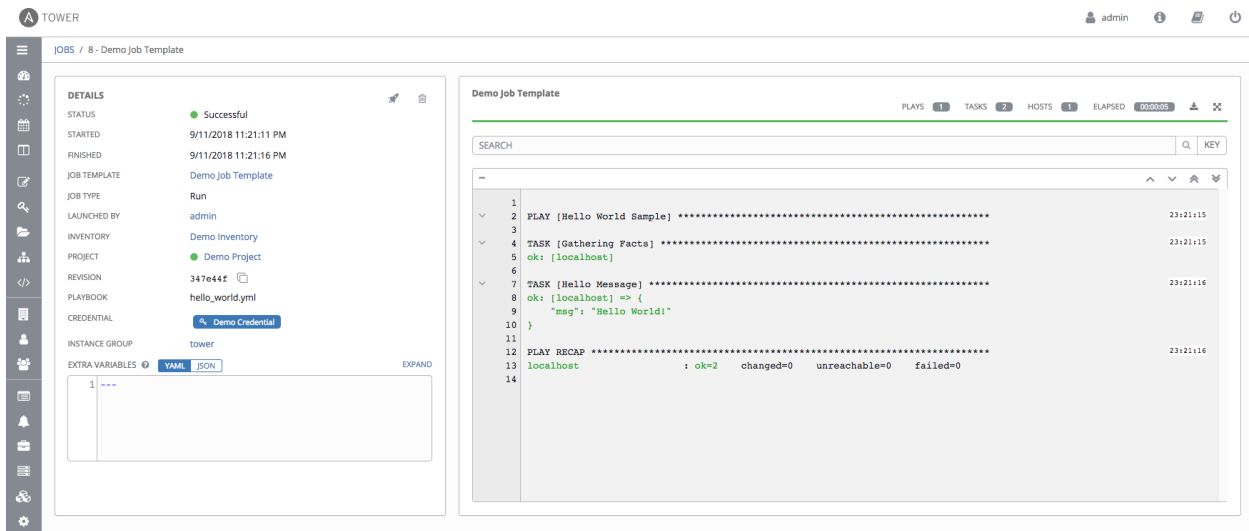 A TOWER
admin
JOBS / 8 - Demo Job Template
DETAILS
STATUS Successful
STARTED 9/11/2018 11:21:11 PM
FINISHED 9/11/2018 11:21:16 PM
JOB TEMPLATE Demo Job Template
JOB TYPE Run
LAUNCHED BY admin
INVENTORY Demo Inventory
PROJECT Demo Project
REVISION 347e44f
PLAYBOOK hello_world.yml
CREDENTIAL Demo Credential
INSTANCE GROUP tower
EXTRA VARIABLES ? YAML JSON EXPAND
1 ---
Demo Job Template
PLAYS 1 TASKS 2 HOSTS 1 ELAPSED 00:00:05
SEARCH KEY
1
2 PLAY [Hello World Sample] ****************************************************** 23:21:15
3
4 TASK [Gathering Facts] ********************************************************* 23:21:15
5 ok: [localhost]
6
7 TASK [Hello Message] *********************************************************** 23:21:16
8 ok: [localhost] => {
9 "msg": "Hello World!"
10 }
11
12 PLAY RECAP ********************************************************************* 23:21:16
13 localhost : ok=2 changed=0 unreachable=0 failed=0
14